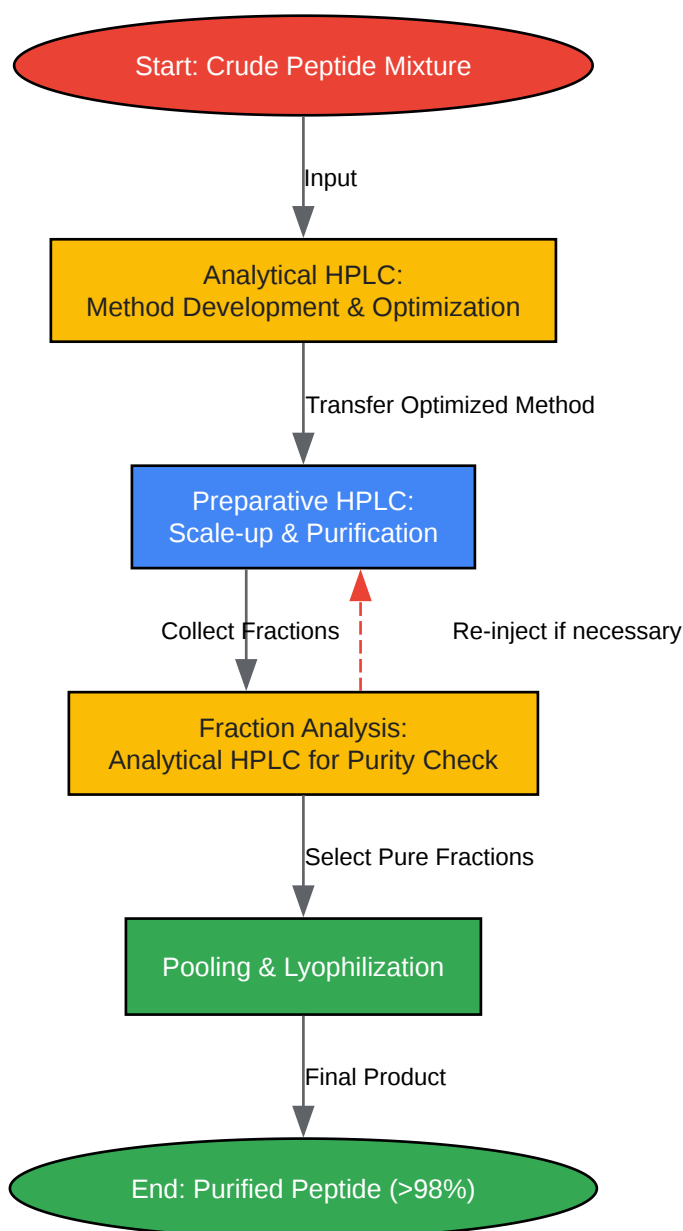 Start: Crude Peptide Mixture
Input
Analytical HPLC:
Method Development & Optimization
Transfer Optimized Method
Preparative HPLC:
Scale-up & Purification
Collect Fractions
Re-inject if necessary
Fraction Analysis:
Analytical HPLC for Purity Check
Select Pure Fractions
Pooling & Lyophilization
Final Product
End: Purified Peptide (>98%)